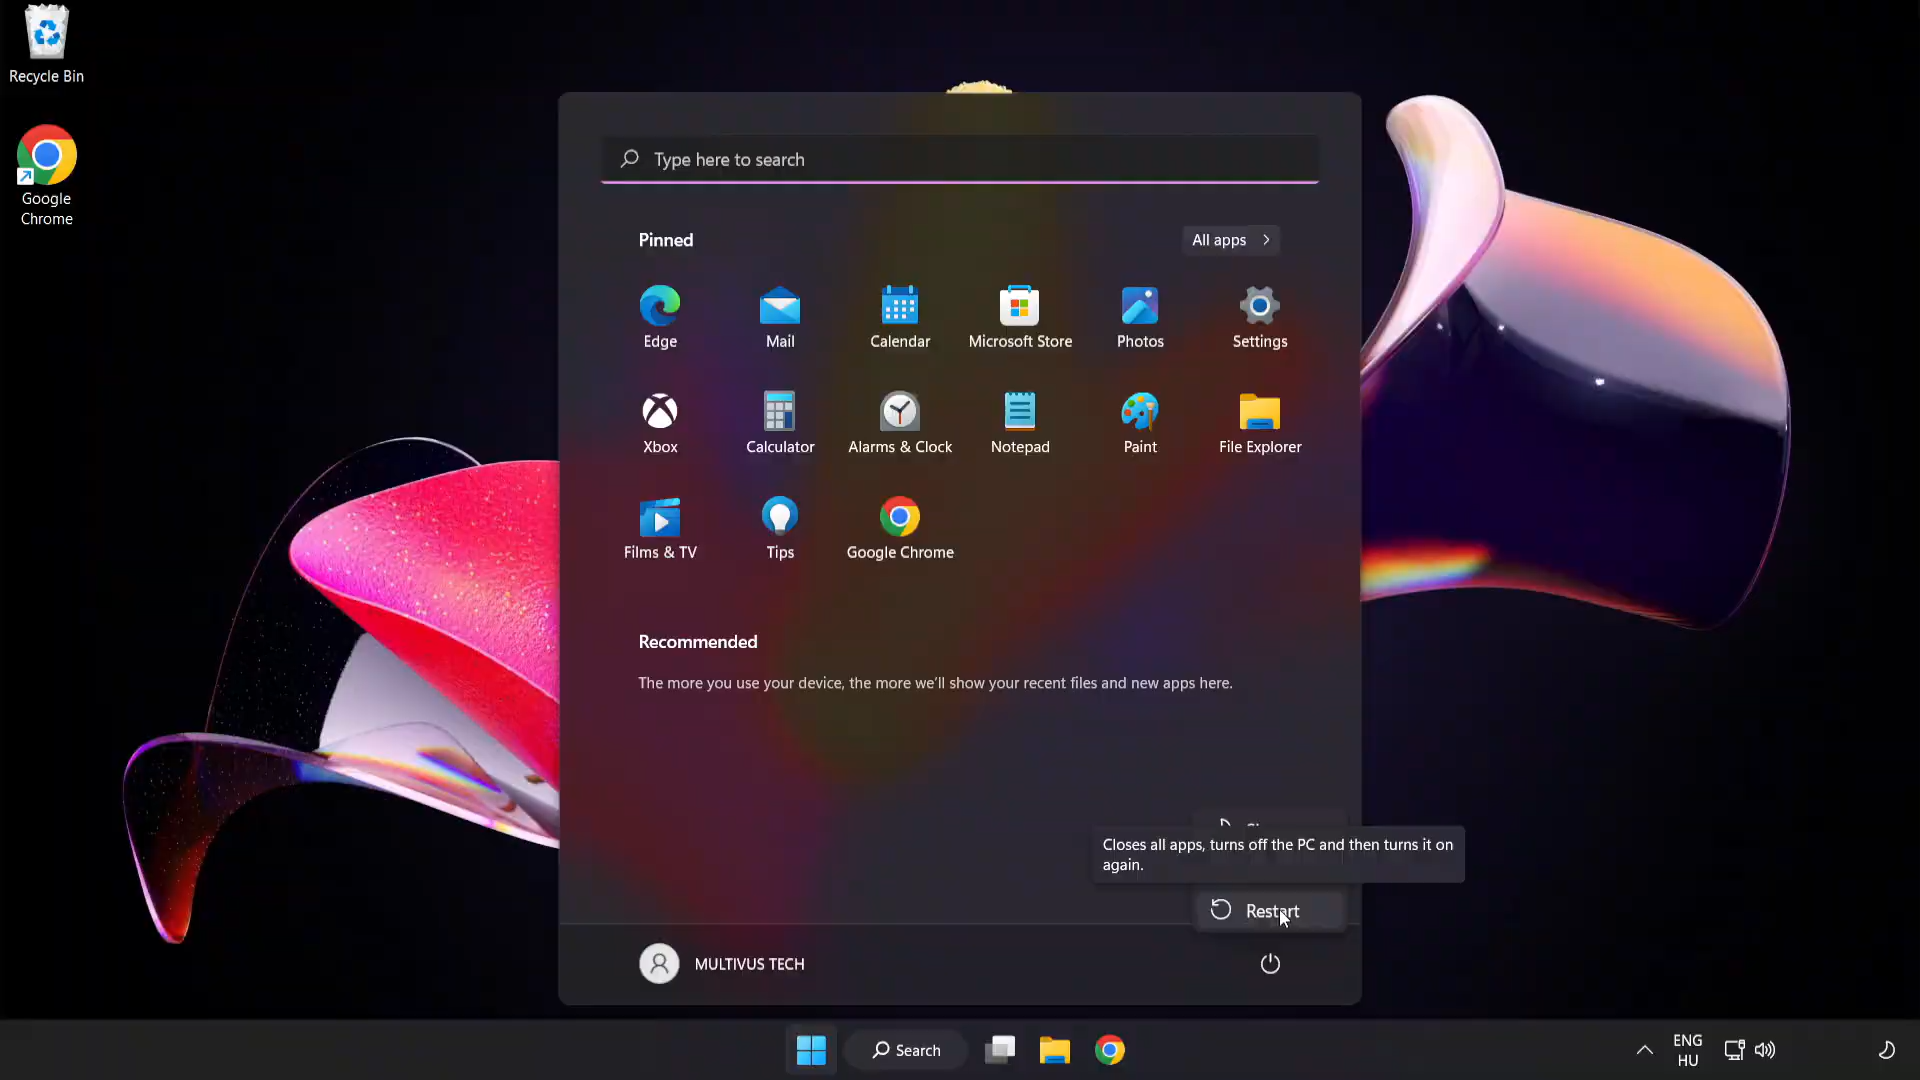 Recycle Bin
Google
Chrome
Type here to search
Pinned
All apps
Edge
Mail
Calendar
Microsoft Store
Photos
Settings
Xbox
Calculator
Alarms & Clock
Notepad
Paint
File Explorer
Films & TV
Tips
Google Chrome
Recommended
The more you use your device, the more we'll show your recent files and new apps here.
Closes all apps, turns off the PC and then turns it on
again.
Restart
MULTIVUS TECH
Search
ENG
HU